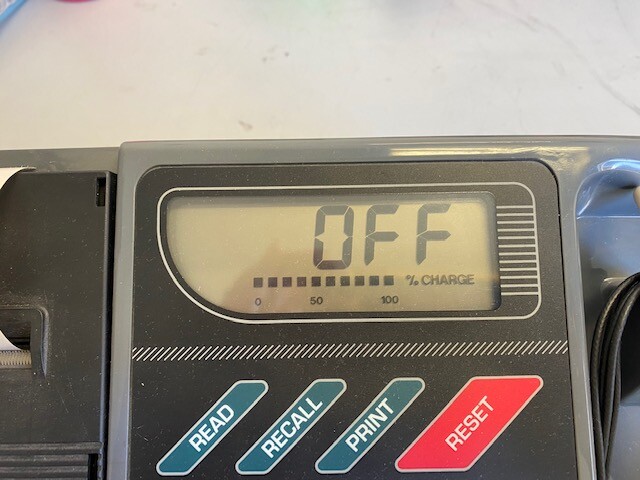 OFF
% CHARGE
0 50 100
READ RECALL PRINT RESET